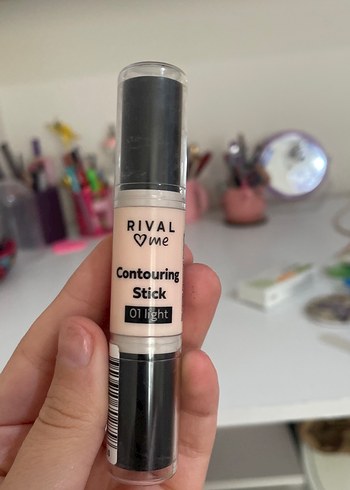 RIVAL
me
Contouring
Stick
01 light